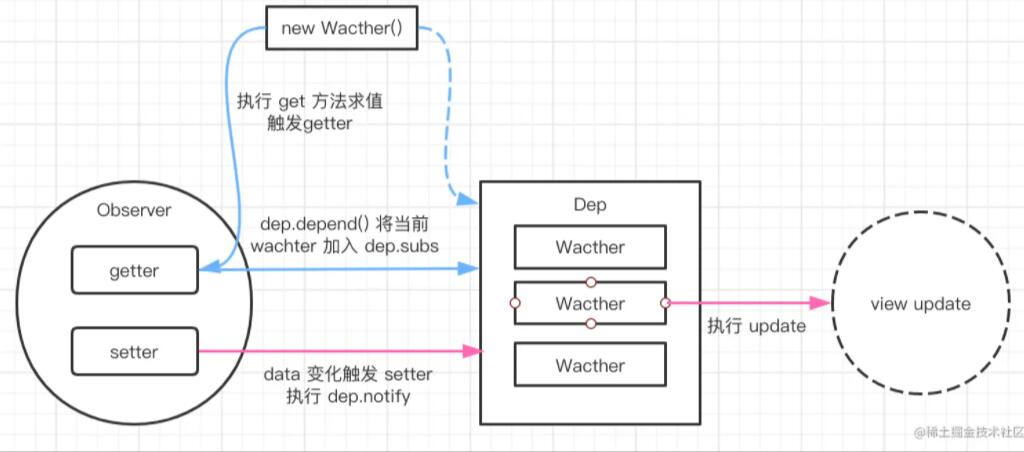 new Wacther()
执行 get 方法求值
触发getter
Observer
getter
setter
dep.depend() 将当前
wachter 加入 dep.subs
data 变化触发 setter
执行 dep.notify
Dep
Wacther
Wacther
Wacther
执行 update
view update
@稀土掘金技术社区